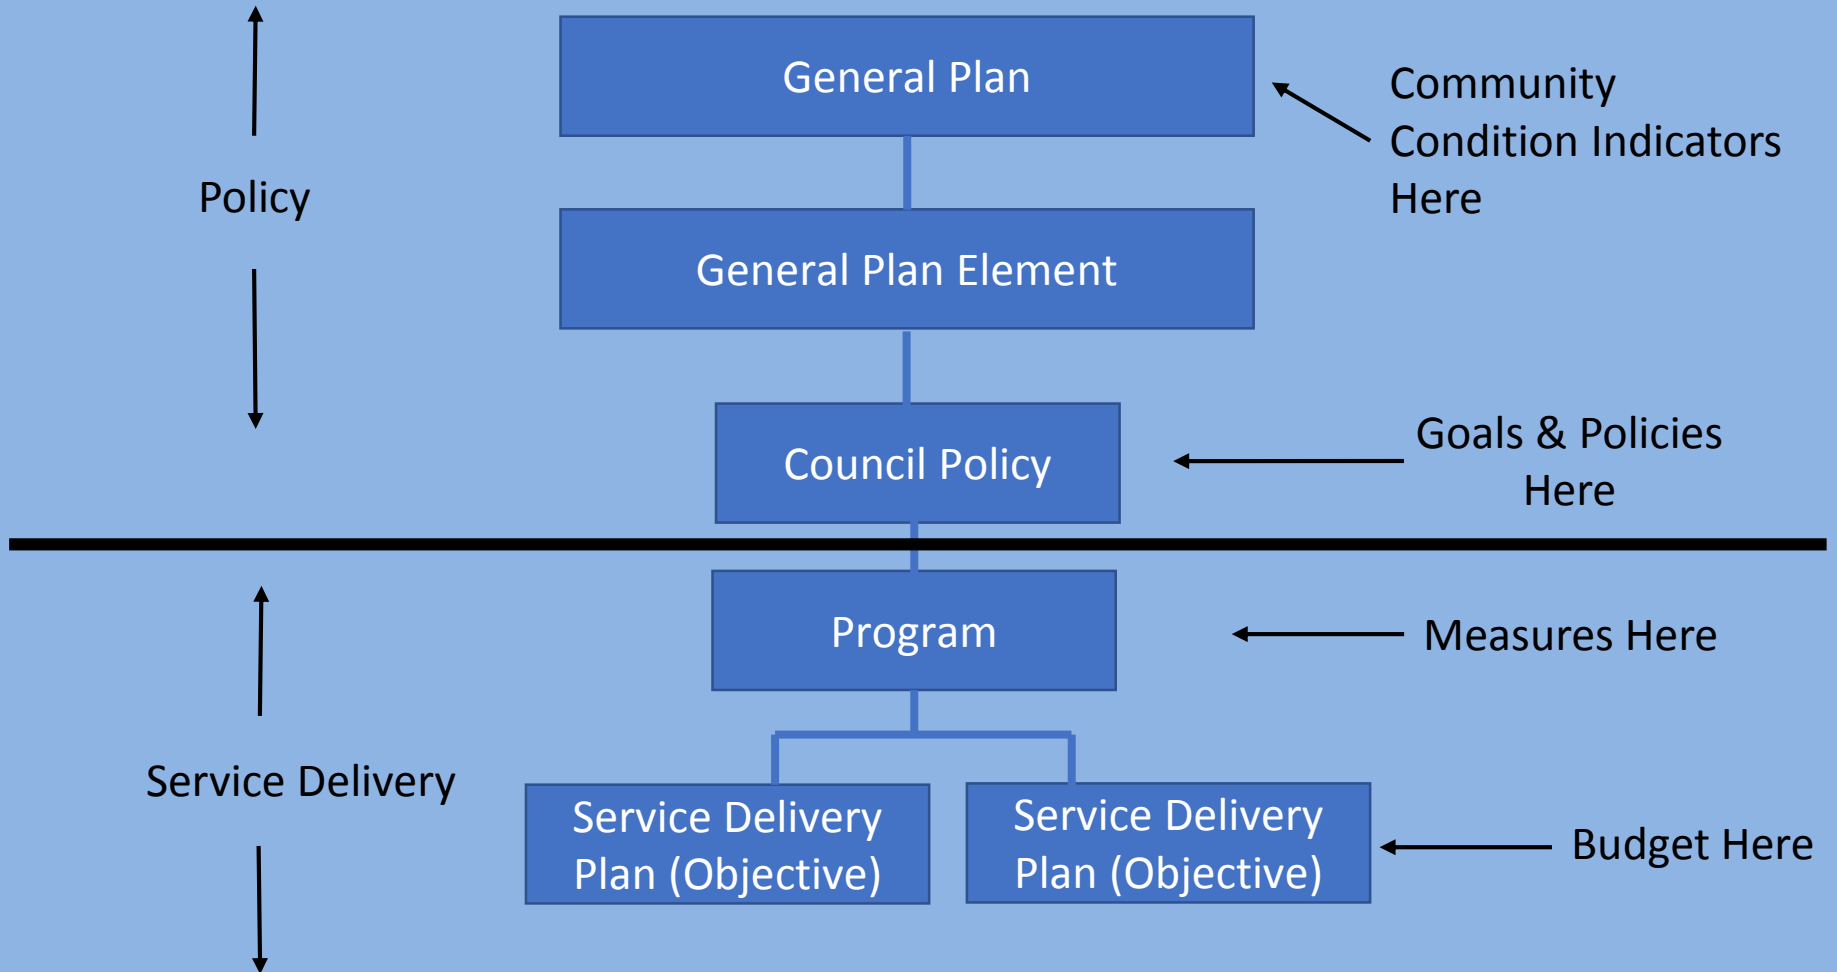 General Plan
Community
Condition Indicators
Here
Policy
General Plan Element
Council Policy
Goals & Policies
Here
Program
Measures Here
Service Delivery
Service Delivery
Plan (Objective)
Service Delivery
Plan (Objective)
Budget Here